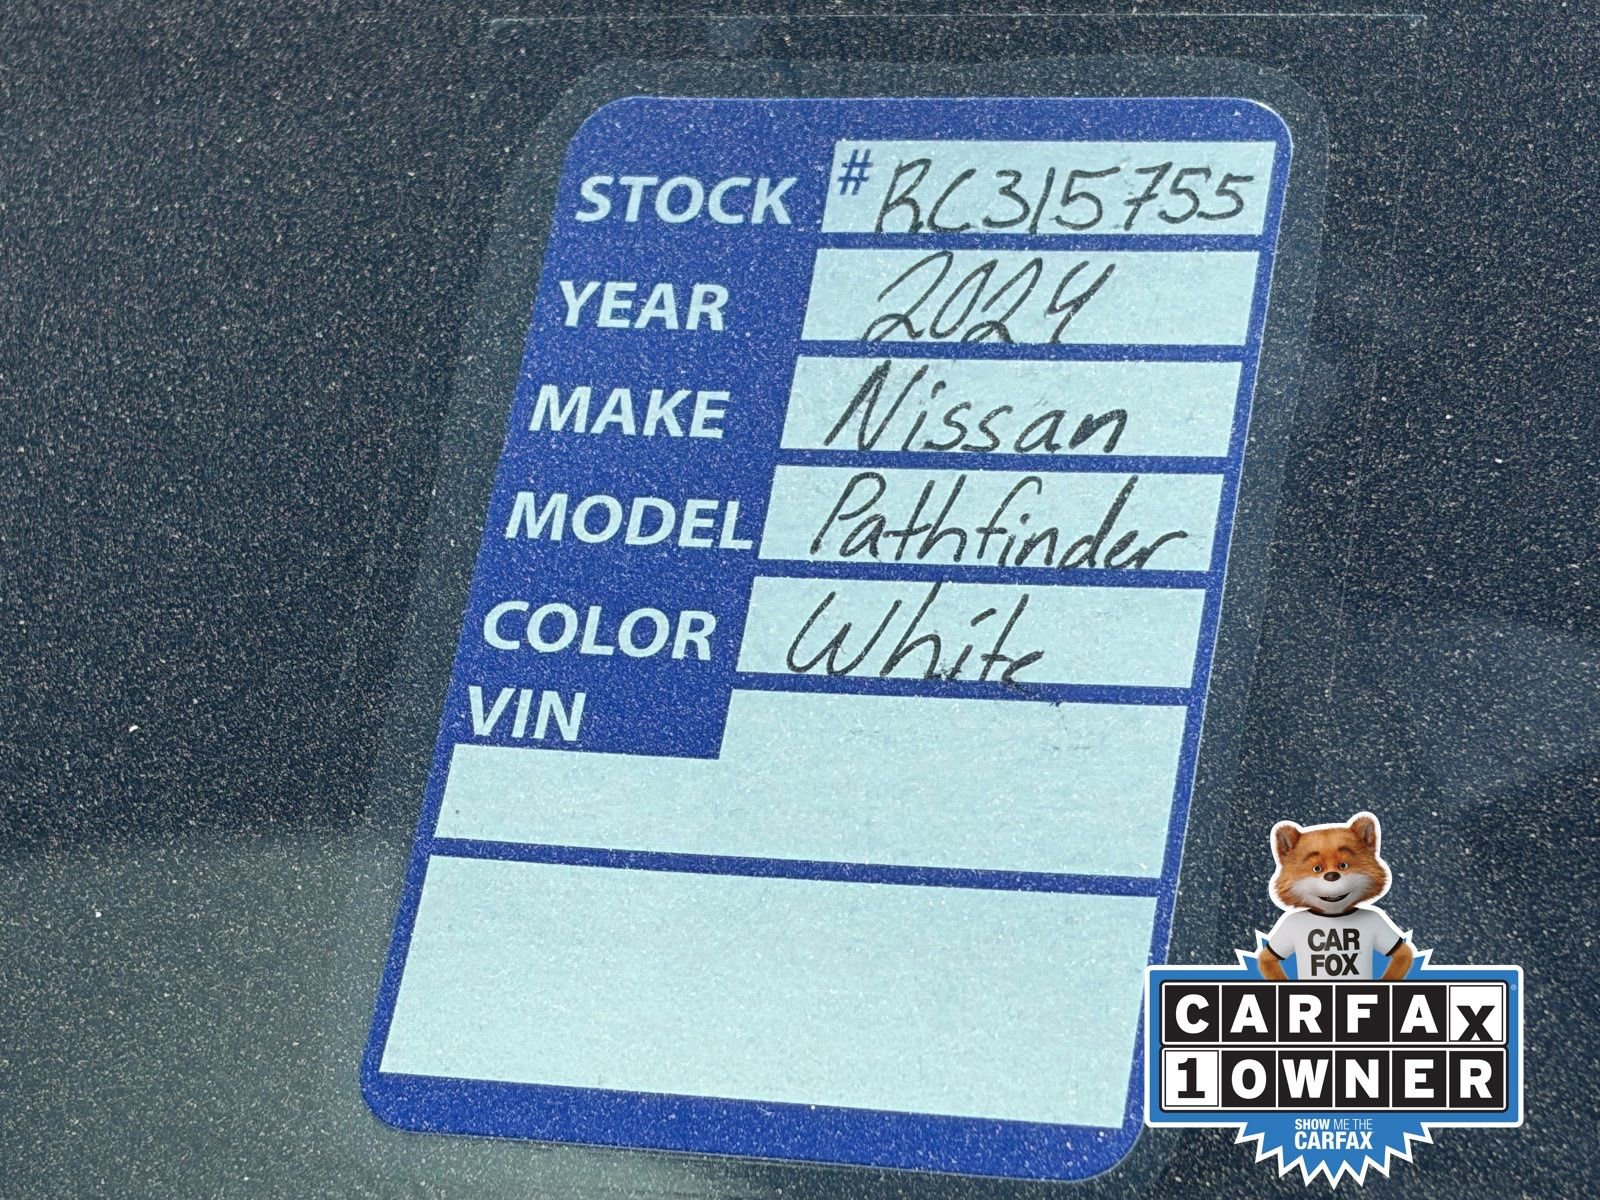 STOCK # RC315755
YEAR 2024
MAKE Nissan
MODEL Pathfinder
COLOR White
VIN
CAR
FOX
CARFAX
1OWNER
SHOW ME THE
CARFAX